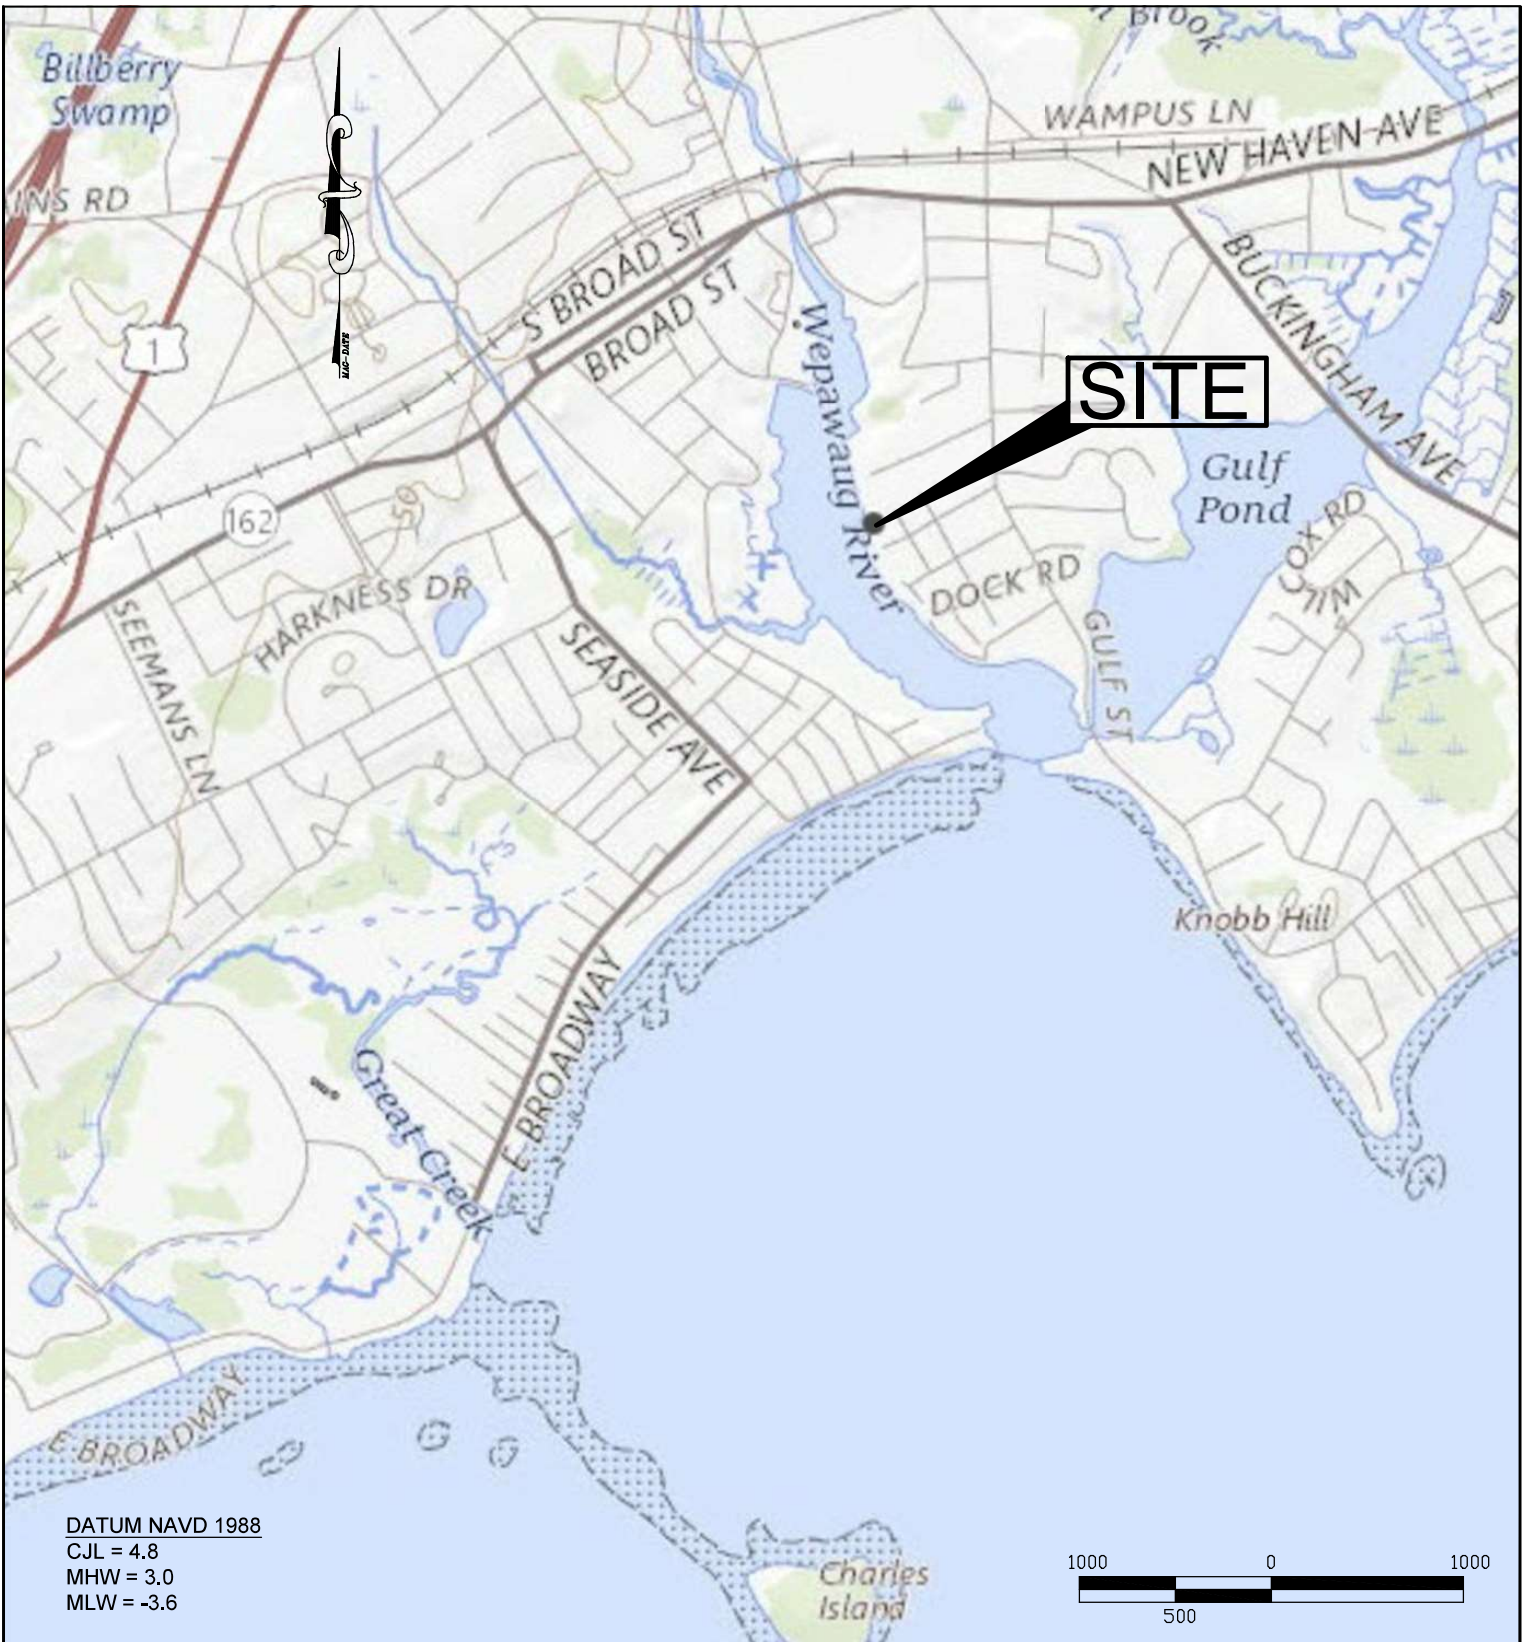 Billberry
Swamp
n Brook
WAMPUS LN
NEW HAVEN AVE
INS RD
S BROAD ST
BROAD ST
BUCKINGHAM AVE
1
MAG-DATE
Wepawaug River
SITE
Gulf
Pond
162
WILCOX RD
DOCK RD
HARKNESS DR
SEEMANS LN
SEASIDE AVE
GULF ST
Knobb Hill
E BROADWAY
Great Creek
E BROADWAY
DATUM NAVD 1988
CJL = 4.8
MHW = 3.0
MLW = -3.6
Charles
Island
1000 0 1000
500